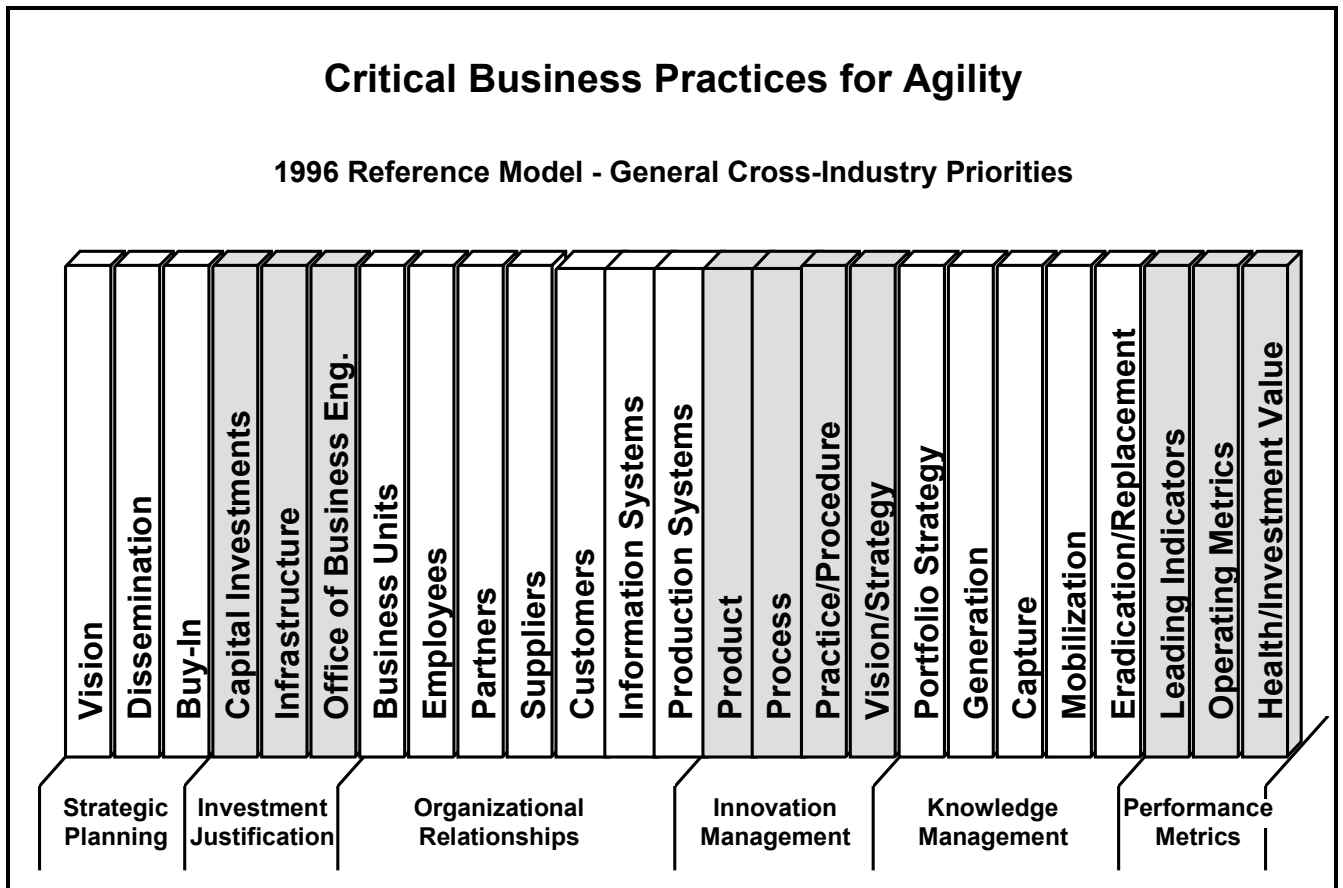 Critical Business Practices for Agility
1996 Reference Model - General Cross-Industry Priorities
Vision
Dissemination
Buy-In
Capital Investments
Infrastructure
Office of Business Eng.
Business Units
Employees
Partners
Suppliers
Customers
Information Systems
Production Systems
Product
Process
Practice/Procedure
Vision/Strategy
Portfolio Strategy
Generation
Capture
Mobilization
Eradication/Replacement
Leading Indicators
Operating Metrics
Health/Investment Value
Strategic
Planning
Investment
Justification
Organizational
Relationships
Innovation
Management
Knowledge
Management
Performance
Metrics